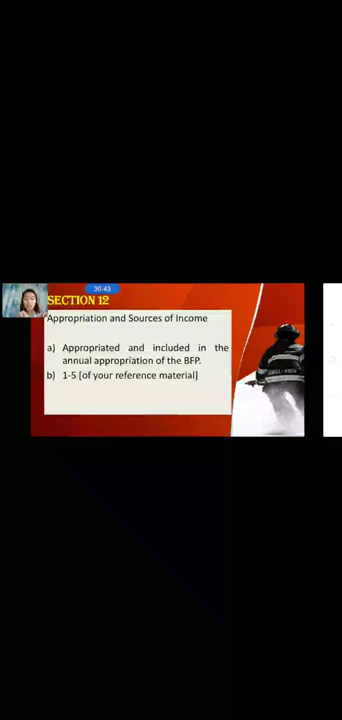 30:43
SECTION 12
Appropriation and Sources of Income
a) Appropriated and included in the
annual appropriation of the BFP.
b) 1-5 [of your reference material]